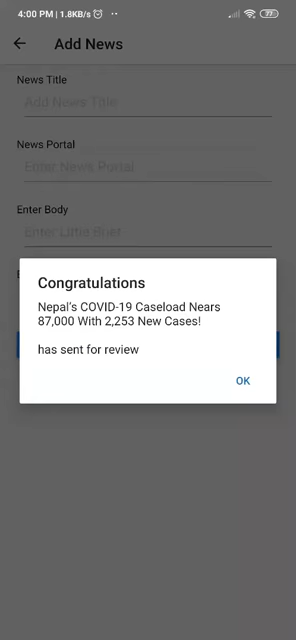 4:00 PM | 1.8KB/s
77
Add News
News Title
Add News Title
News Portal
Enter News Portal
Enter Body
Enter Little Brief
Congratulations
Nepal's COVID-19 Caseload Nears
87,000 With 2,253 New Cases!
has sent for review
OK